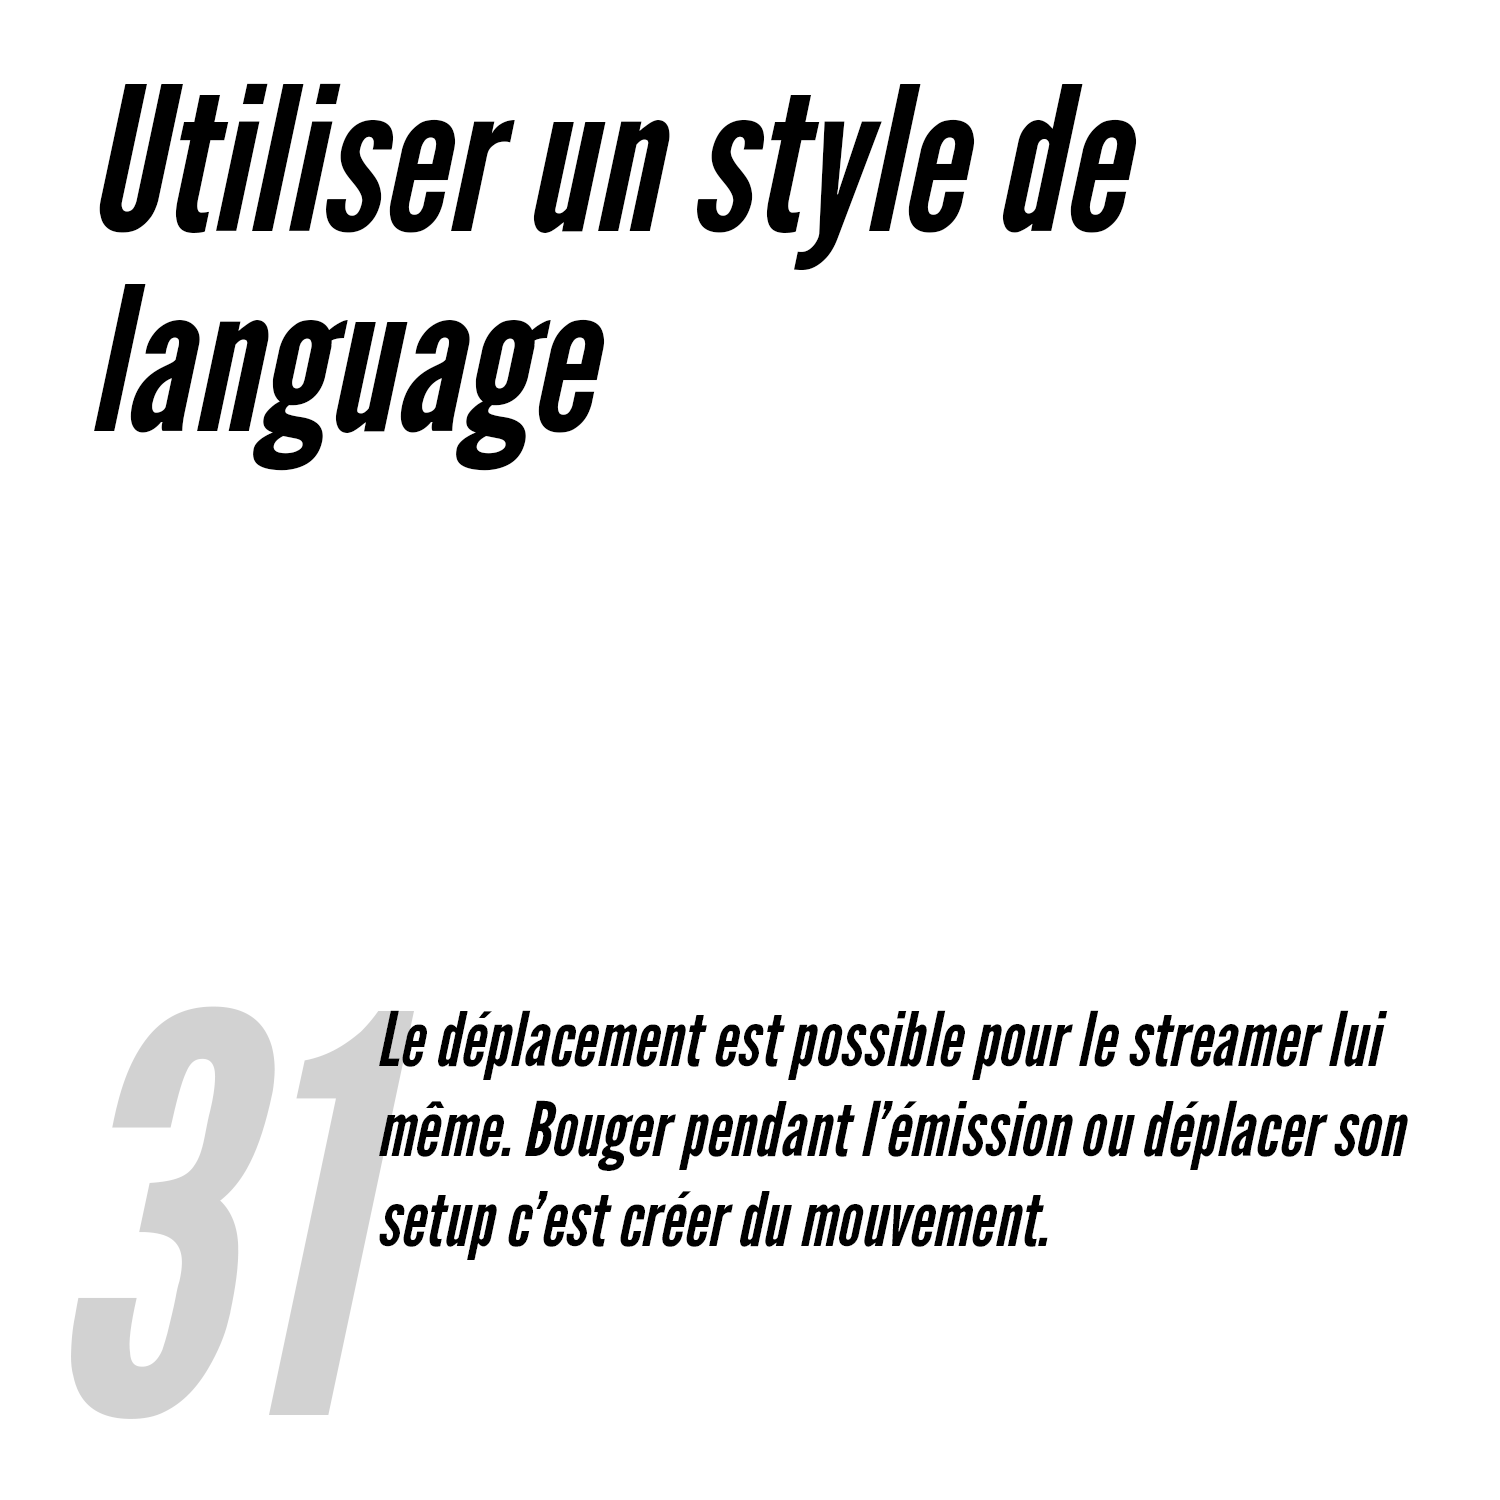 Utiliser un style de
language
31
Le déplacement est possible pour le streamer lui
même. Bouger pendant l’émission ou déplacer son
setup c’est créer du mouvement.